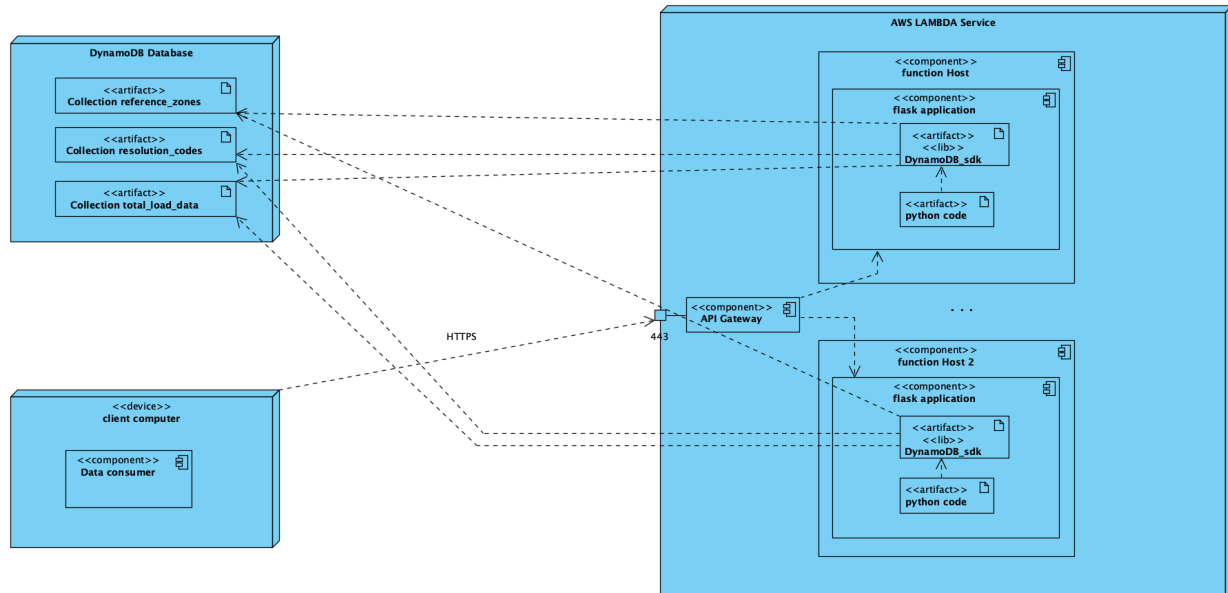 DynamoDB Database
<<artifact>>
Collection reference_zones
<<artifact>>
Collection resolution_codes
<<artifact>>
Collection total_load_data
<<device>>
client computer
<<component>>
Data consumer
HTTPS
443
AWS LAMBDA Service
<<component>>
function Host
<<component>>
flask application
<<artifact>>
<<lib>>
DynamoDB_sdk
<<artifact>>
python code
<<component>>
API Gateway
. . .
<<component>>
function Host 2
<<component>>
flask application
<<artifact>>
<<lib>>
DynamoDB_sdk
<<artifact>>
python code